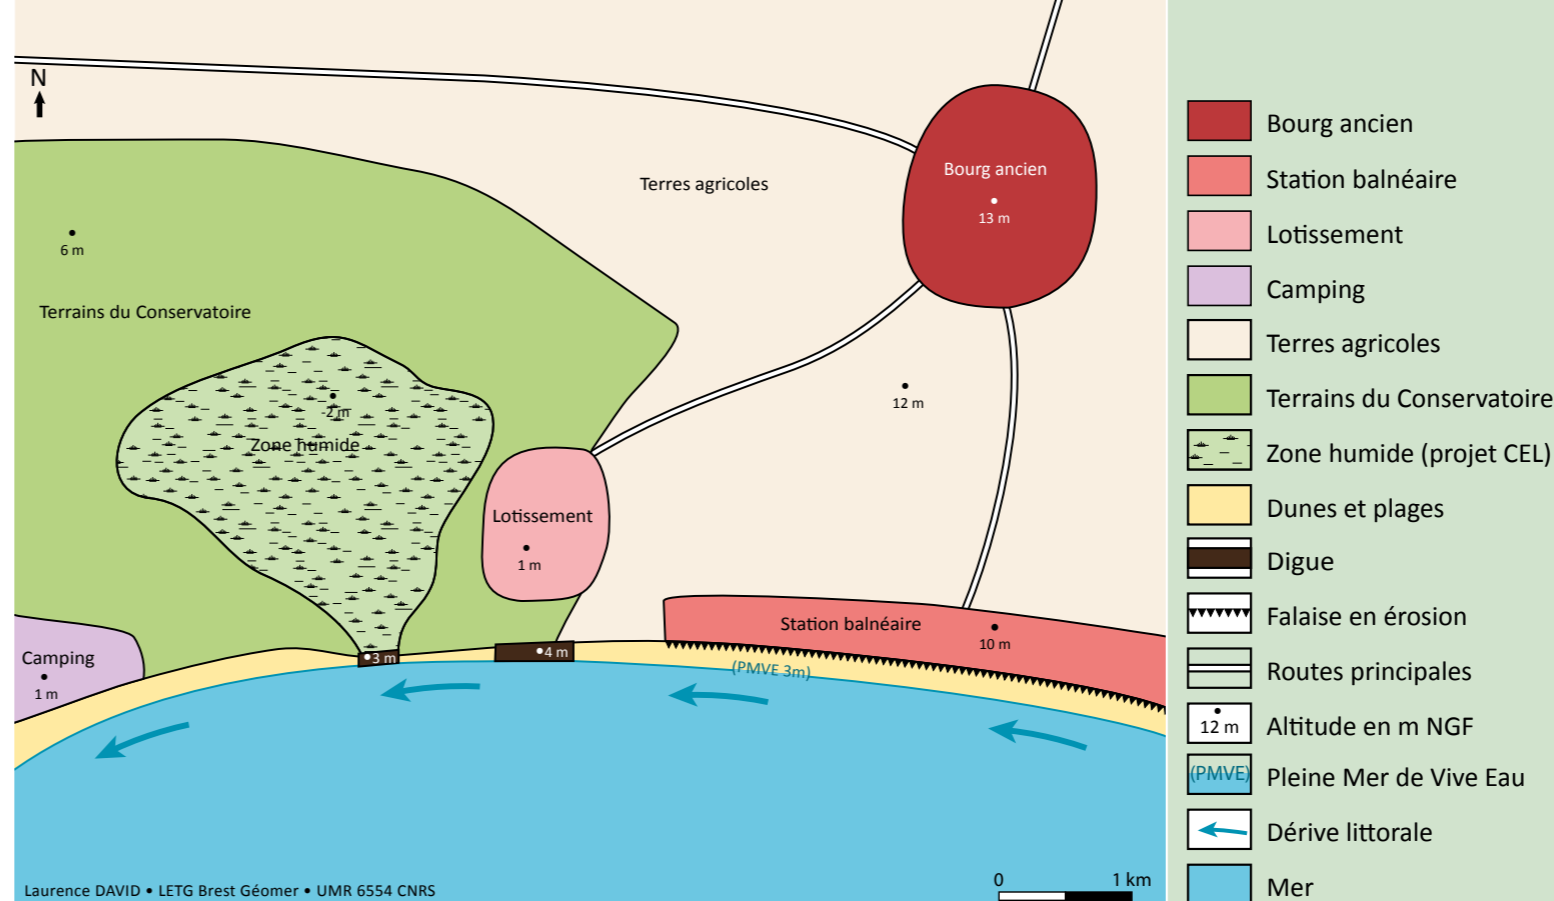 N
Bourg ancien
13 m
Terres agricoles
6 m
Terrains du Conservatoire
-2 m
Zone humide
12 m
Lotissement
1 m
Station balnéaire
10 m
Camping
1 m
3 m
4 m
(PMVE 3m)
Laurence DAVID • LETG Brest Géomer • UMR 6554 CNRS
0 1 km
Bourg ancien
Station balnéaire
Lotissement
Camping
Terres agricoles
Terrains du Conservatoire
Zone humide (projet CEL)
Dunes et plages
Digue
Falaise en érosion
Routes principales
12 m Altitude en m NGF
(PMVE) Pleine Mer de Vive Eau
Dérive littorale
Mer